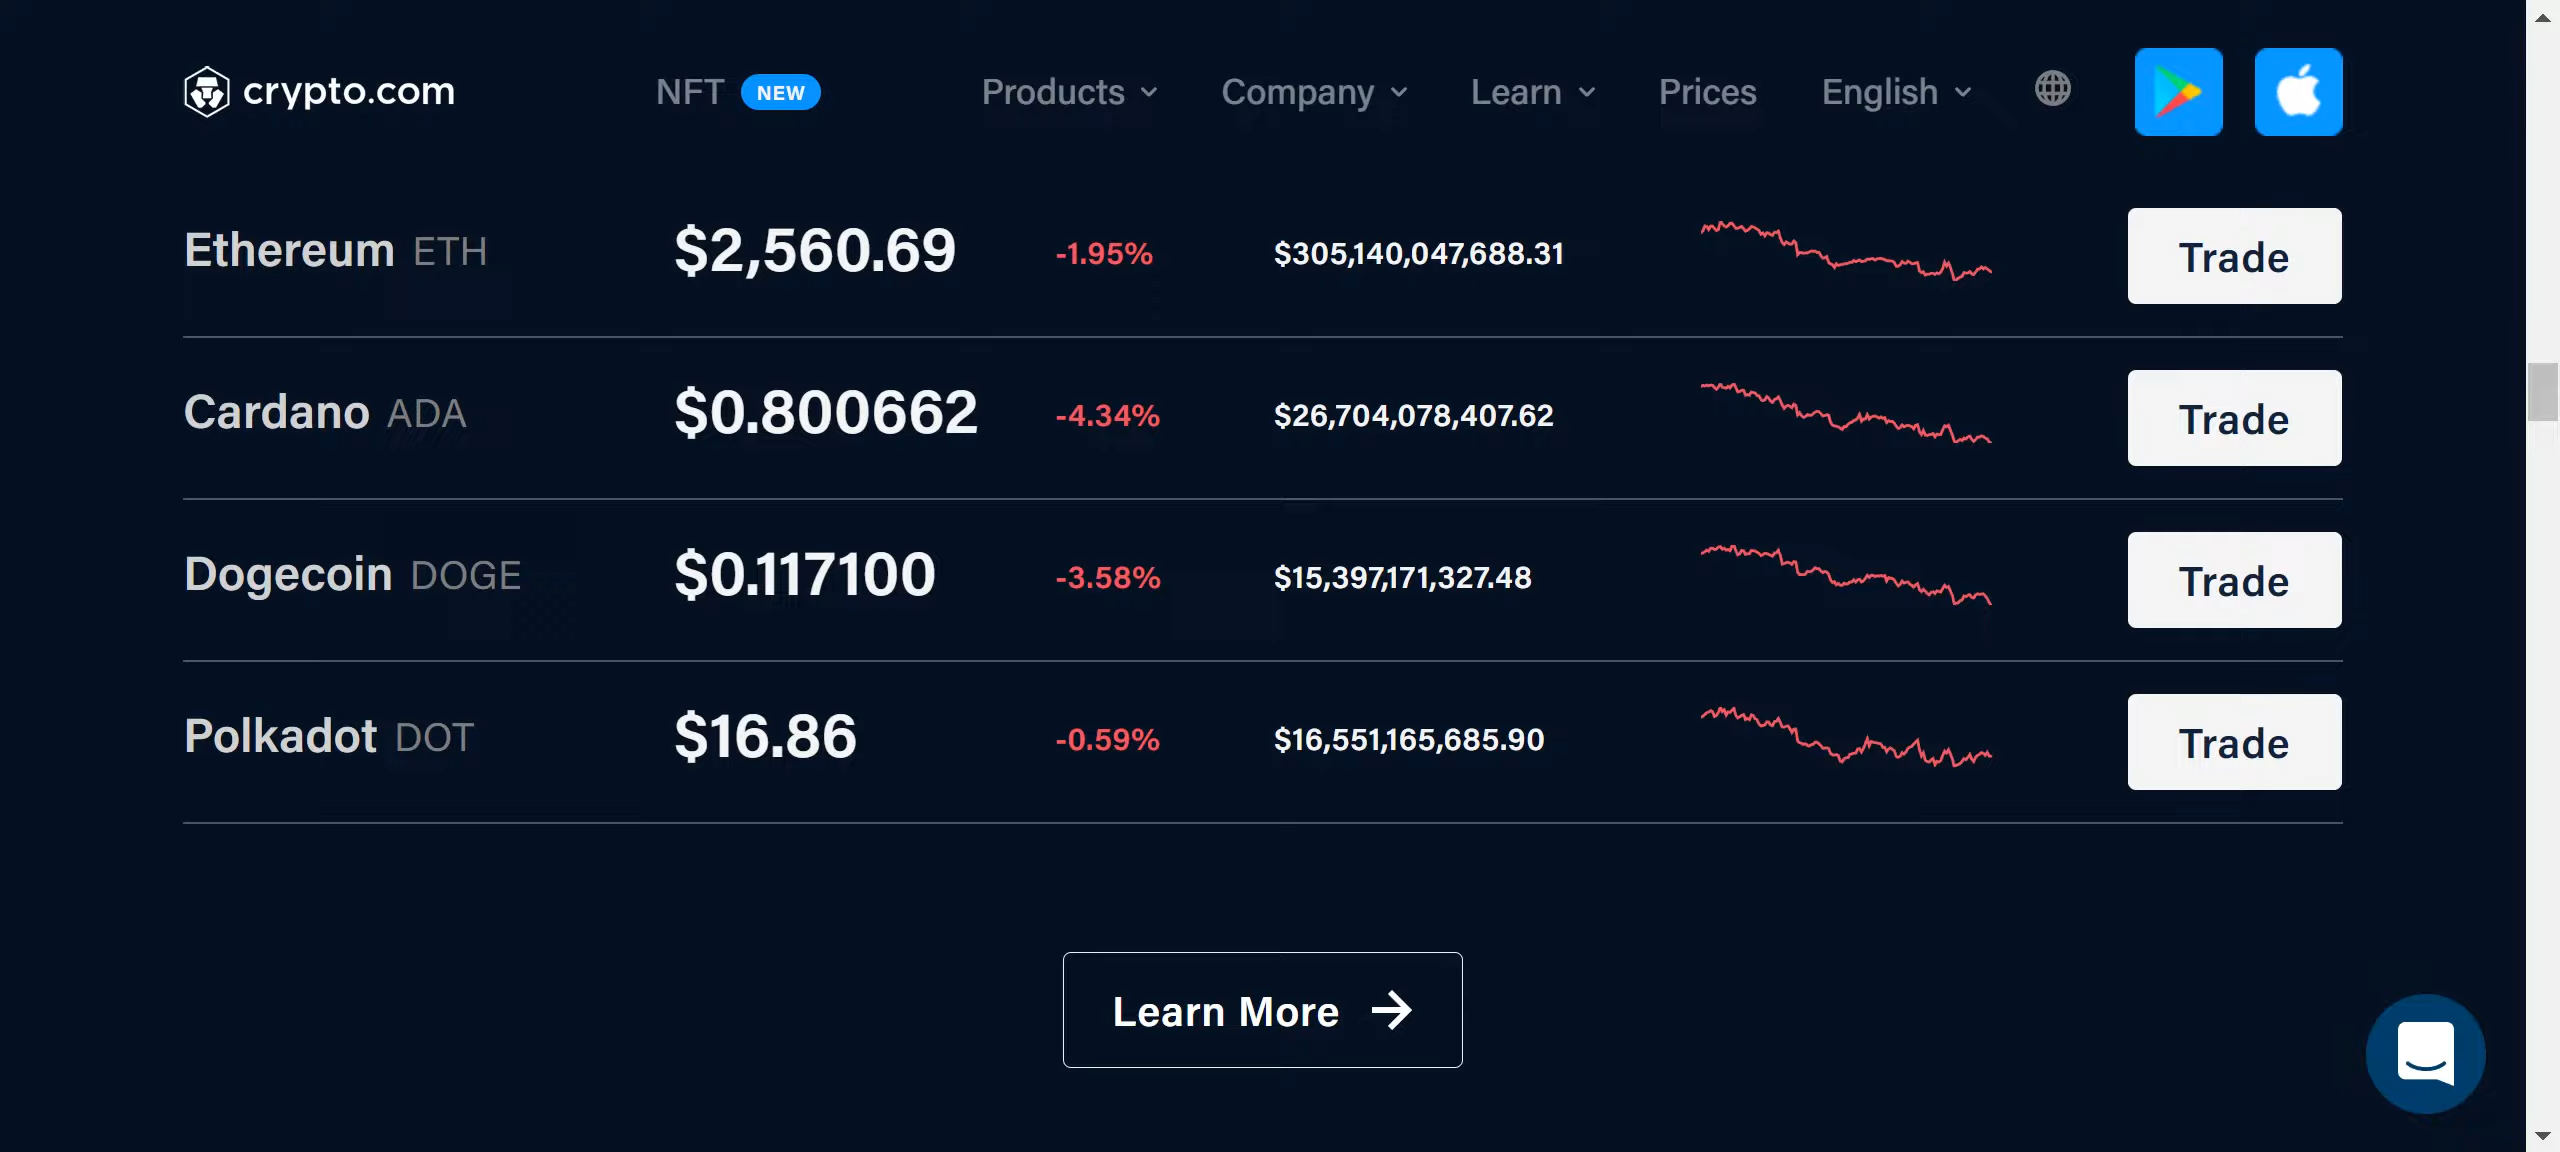 crypto.com NFT NEW Products Company Learn Prices English
Ethereum ETH $2,560.69 -1.95% $305,140,047,688.31 Trade
Cardano ADA $0.800662 -4.34% $26,704,078,407.62 Trade
Dogecoin DOGE $0.117100 -3.58% $15,397,171,327.48 Trade
Polkadot DOT $16.86 -0.59% $16,551,165,685.90 Trade
Learn More